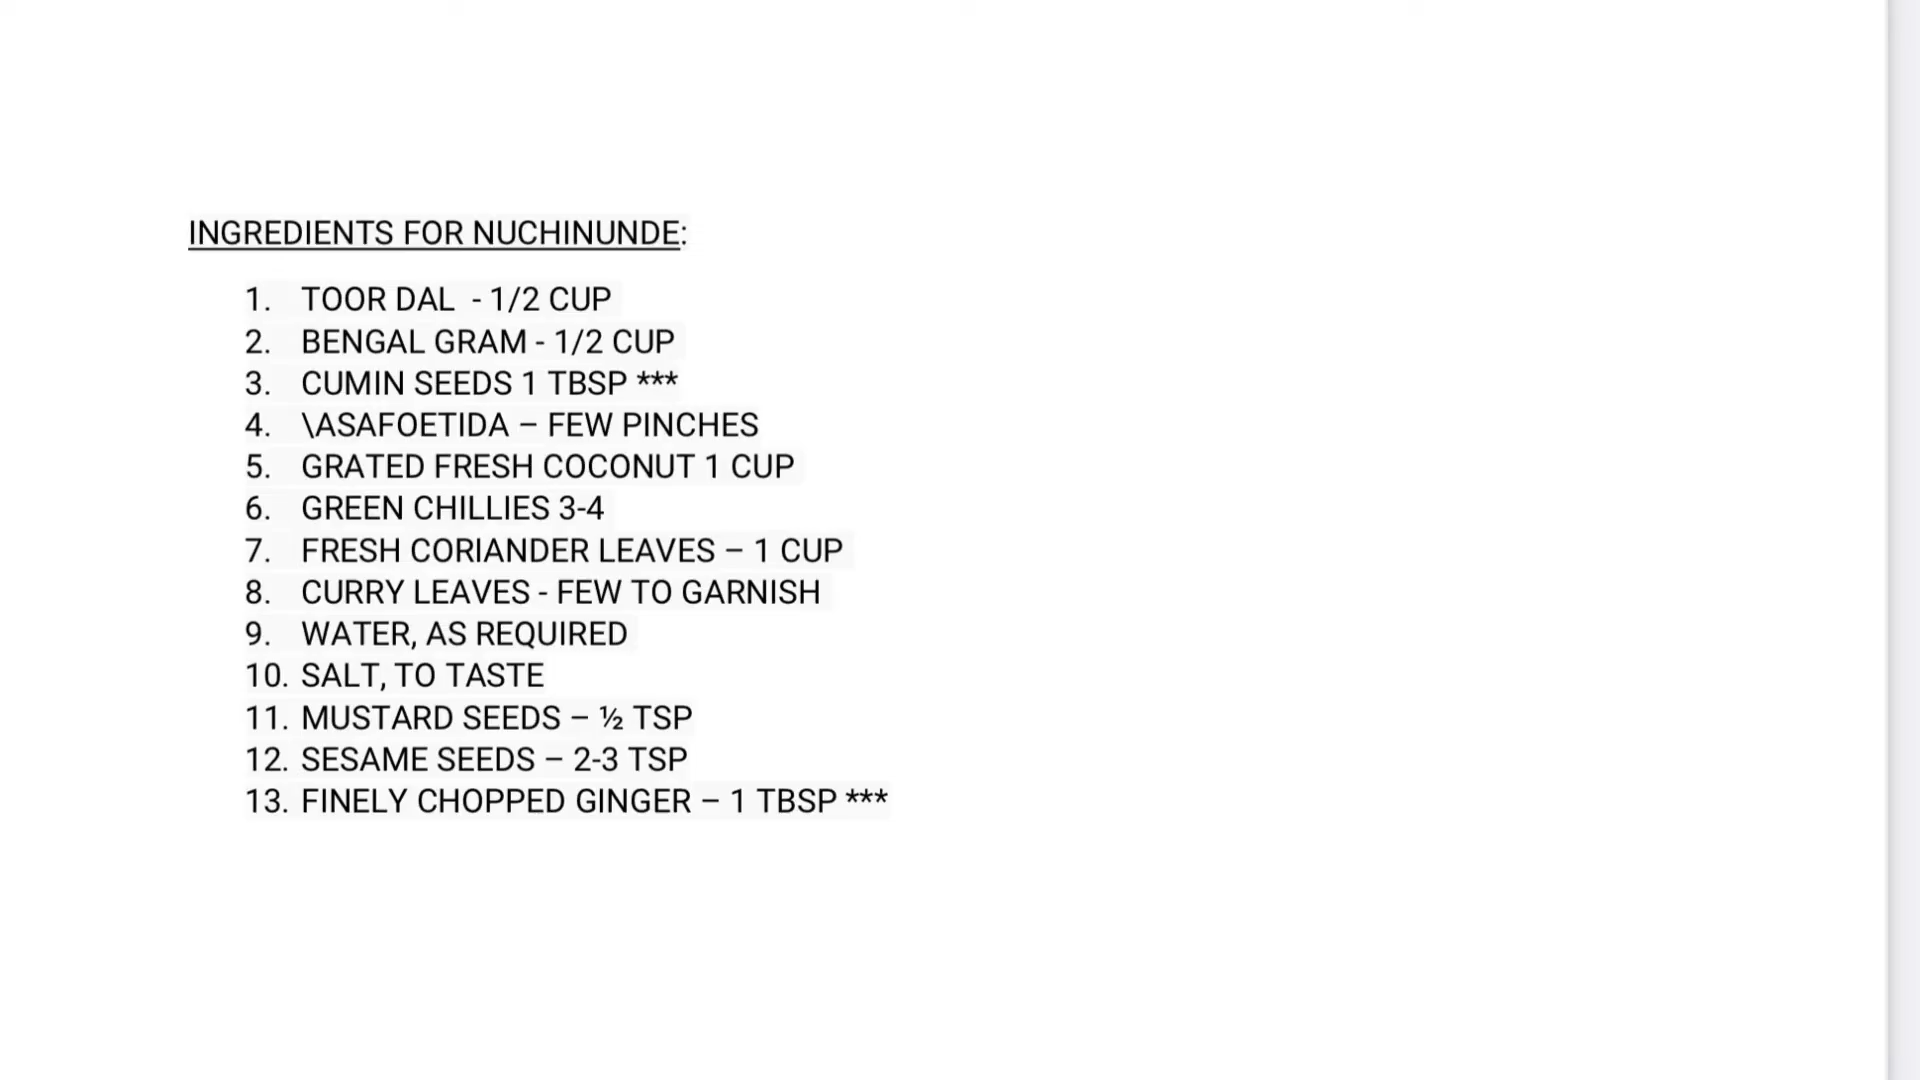 INGREDIENTS FOR NUCHINUNDE:
1. TOOR DAL  - 1/2 CUP
2. BENGAL GRAM - 1/2 CUP
3. CUMIN SEEDS 1 TBSP ***
4. \ASAFOETIDA – FEW PINCHES
5. GRATED FRESH COCONUT 1 CUP
6. GREEN CHILLIES 3-4
7. FRESH CORIANDER LEAVES – 1 CUP
8. CURRY LEAVES - FEW TO GARNISH
9. WATER, AS REQUIRED
10. SALT, TO TASTE
11. MUSTARD SEEDS – ½ TSP
12. SESAME SEEDS – 2-3 TSP
13. FINELY CHOPPED GINGER – 1 TBSP ***